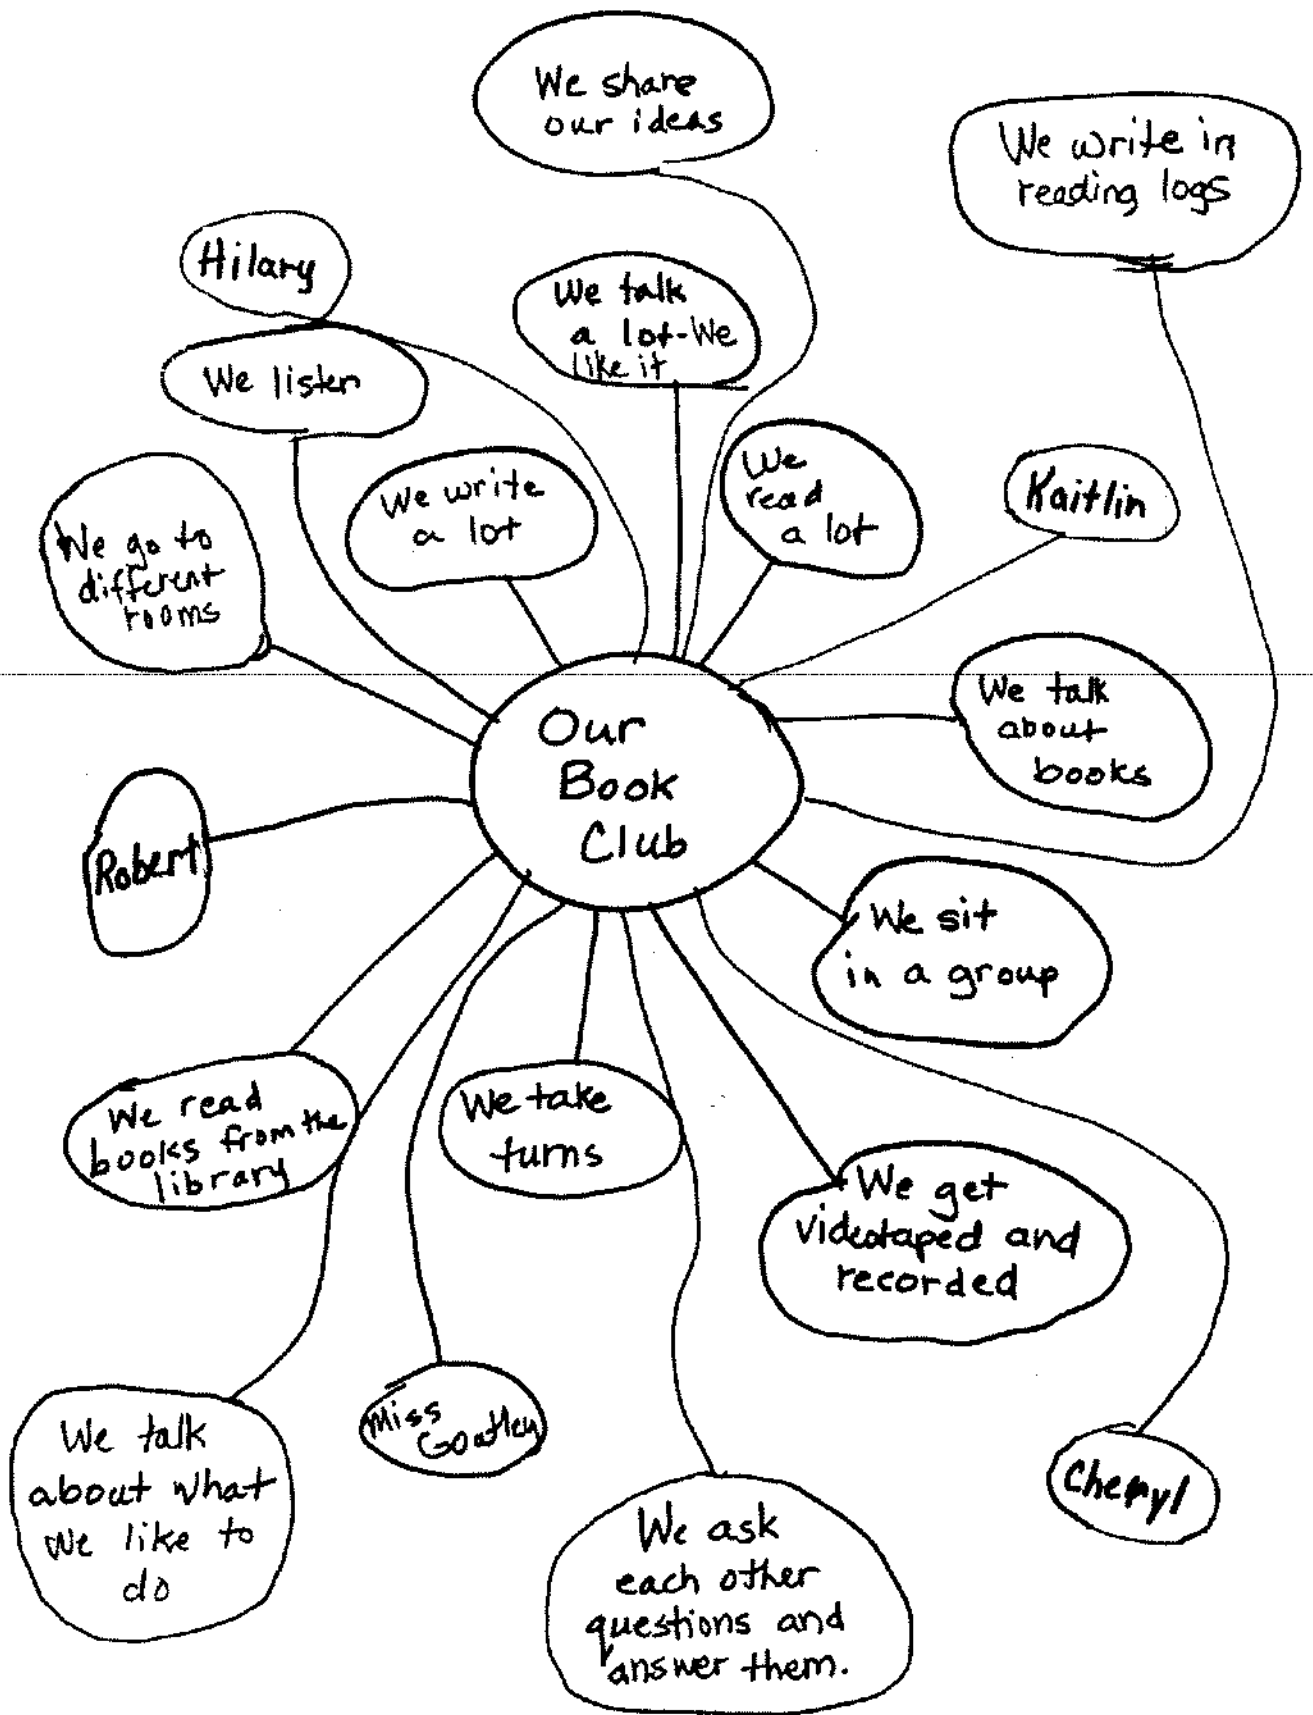 We share
our ideas
We write in
reading logs
Hilary
We talk
a lot-We
like it
We listen
We write
a lot
We
read
a lot
Kaitlin
We go to
different
rooms
Our
Book
Club
We talk
about
books
Robert
We sit
in a group
We read
books from the
library
We take
turns
We get
videotaped and
recorded
We talk
about what
we like to
do
Miss
Goatley
Cheryl
We ask
each other
questions and
answer them.